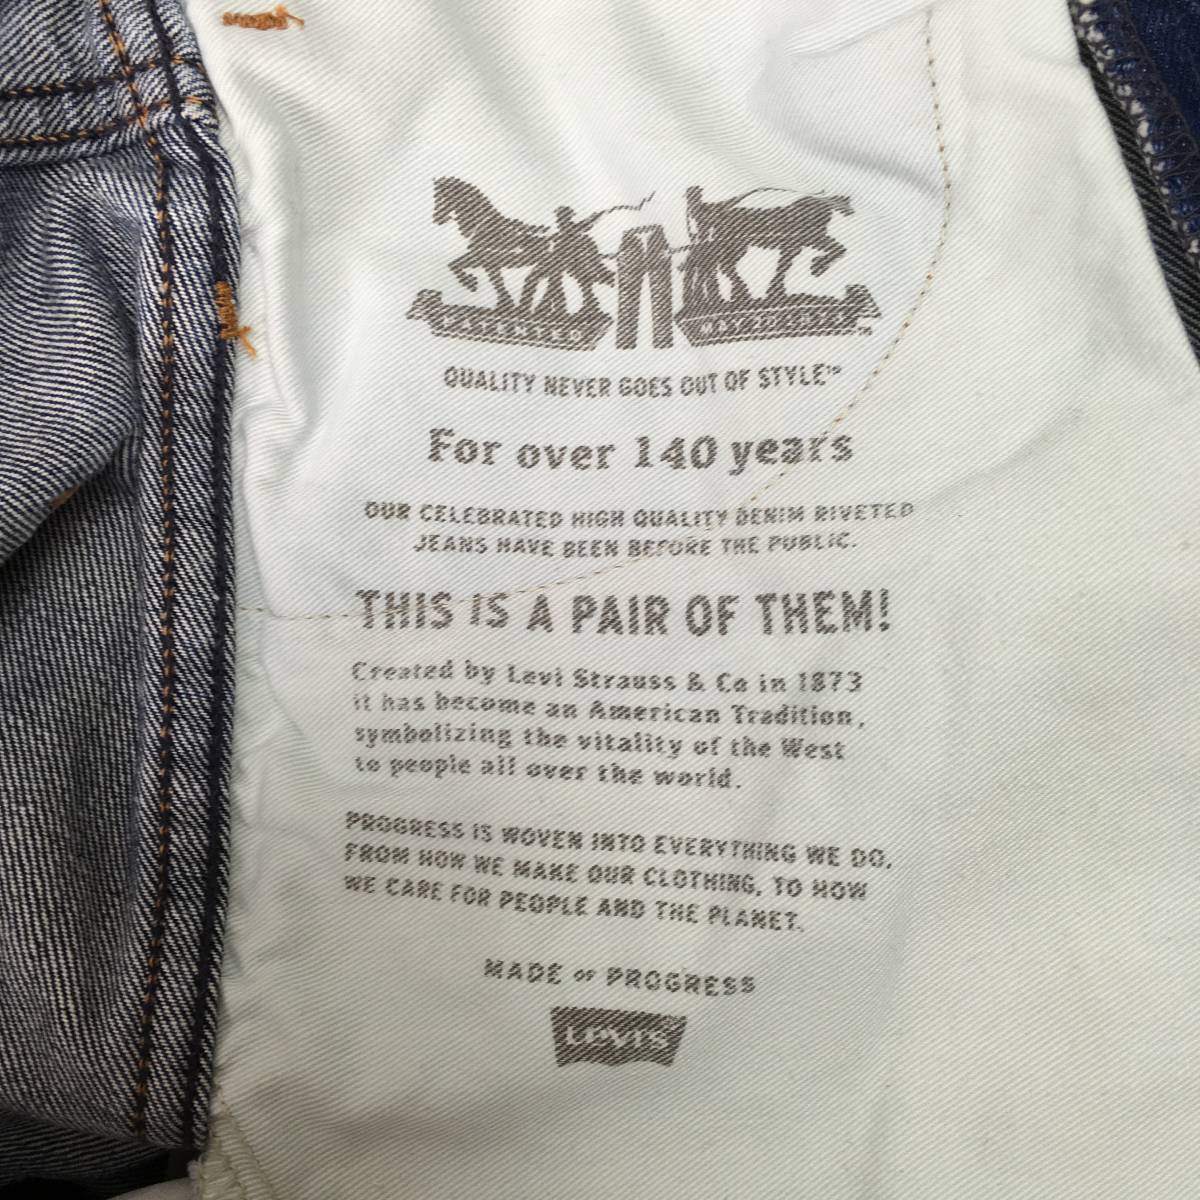 PATENTED MAY 20 1873
QUALITY NEVER GOES OUT OF STYLE™
For over 140 years
OUR CELEBRATED HIGH QUALITY DENIM RIVETED
JEANS HAVE BEEN BEFORE THE PUBLIC.
THIS IS A PAIR OF THEM!
Created by Levi Strauss & Co in 1873
it has become an American Tradition,
symbolizing the vitality of the West
to people all over the world.
PROGRESS IS WOVEN INTO EVERYTHING WE DO,
FROM HOW WE MAKE OUR CLOTHING, TO HOW
WE CARE FOR PEOPLE AND THE PLANET.
MADE OF PROGRESS
LEVI'S